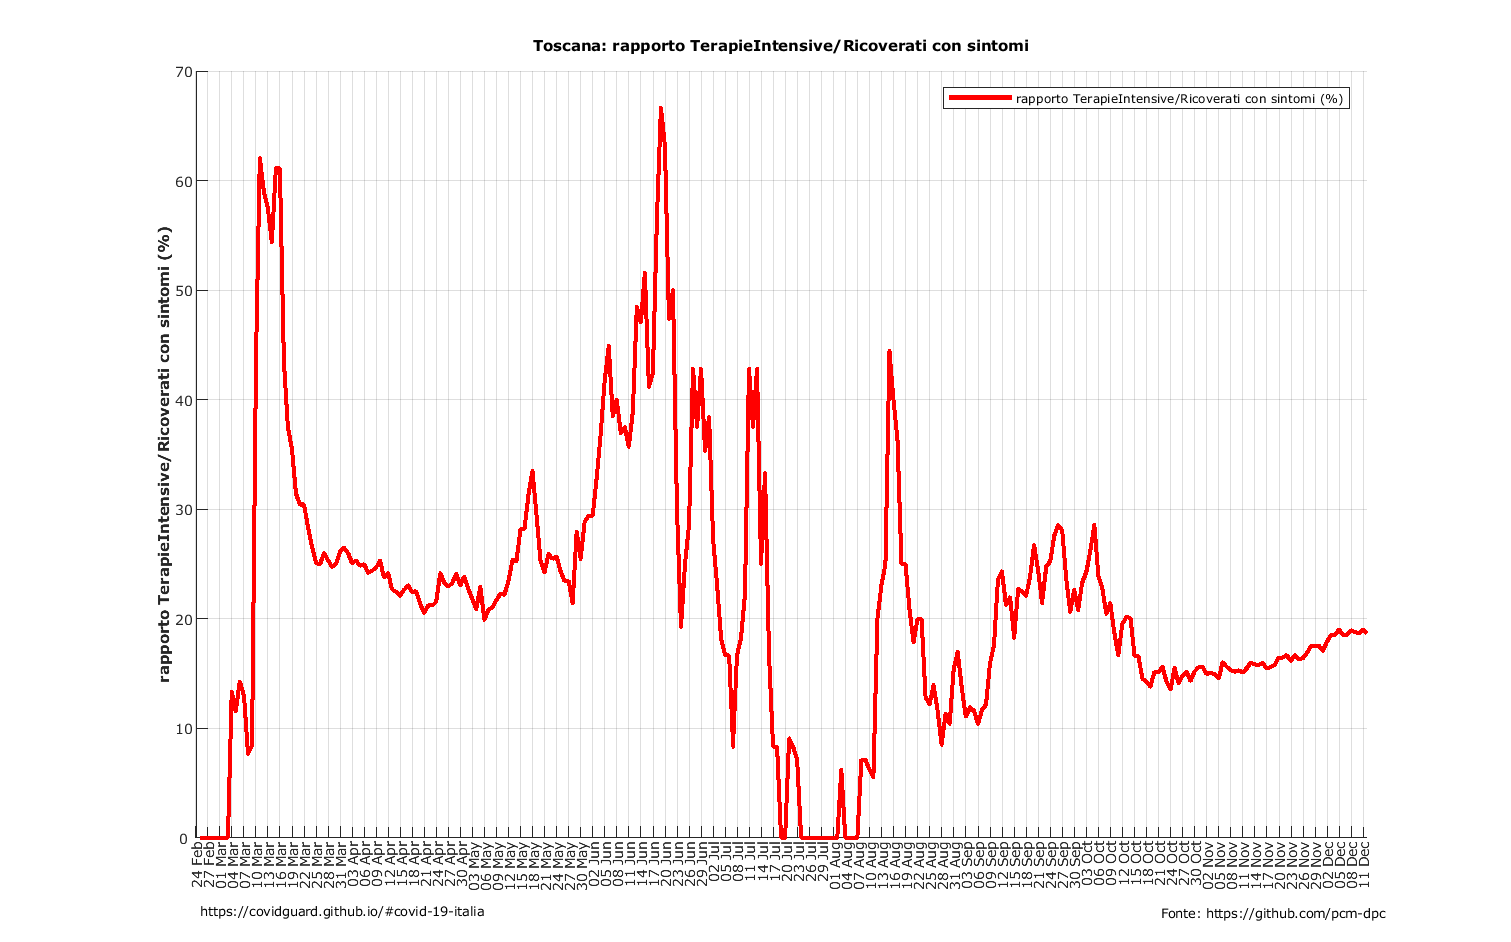 Toscana: rapporto TerapieIntensive/Ricoverati con sintomi
rapporto TerapieIntensive/Ricoverati con sintomi (%)
rapporto TerapieIntensive/Ricoverati con sintomi (%)
70
60
50
40
30
20
10
0
24 Feb
27 Feb
01 Mar
04 Mar
07 Mar
10 Mar
13 Mar
16 Mar
19 Mar
22 Mar
25 Mar
28 Mar
31 Mar
03 Apr
06 Apr
09 Apr
12 Apr
15 Apr
18 Apr
21 Apr
24 Apr
27 Apr
30 Apr
03 May
06 May
09 May
12 May
15 May
18 May
21 May
24 May
27 May
30 May
02 Jun
05 Jun
08 Jun
11 Jun
14 Jun
17 Jun
20 Jun
23 Jun
26 Jun
29 Jun
02 Jul
05 Jul
08 Jul
11 Jul
14 Jul
17 Jul
20 Jul
23 Jul
26 Jul
29 Jul
01 Aug
04 Aug
07 Aug
10 Aug
13 Aug
16 Aug
19 Aug
22 Aug
25 Aug
28 Aug
31 Aug
03 Sep
06 Sep
09 Sep
12 Sep
15 Sep
18 Sep
21 Sep
24 Sep
27 Sep
30 Sep
03 Oct
06 Oct
09 Oct
12 Oct
15 Oct
18 Oct
21 Oct
24 Oct
27 Oct
30 Oct
02 Nov
05 Nov
08 Nov
11 Nov
14 Nov
17 Nov
20 Nov
23 Nov
26 Nov
29 Nov
02 Dec
05 Dec
08 Dec
11 Dec
https://covidguard.github.io/#covid-19-italia
Fonte: https://github.com/pcm-dpc